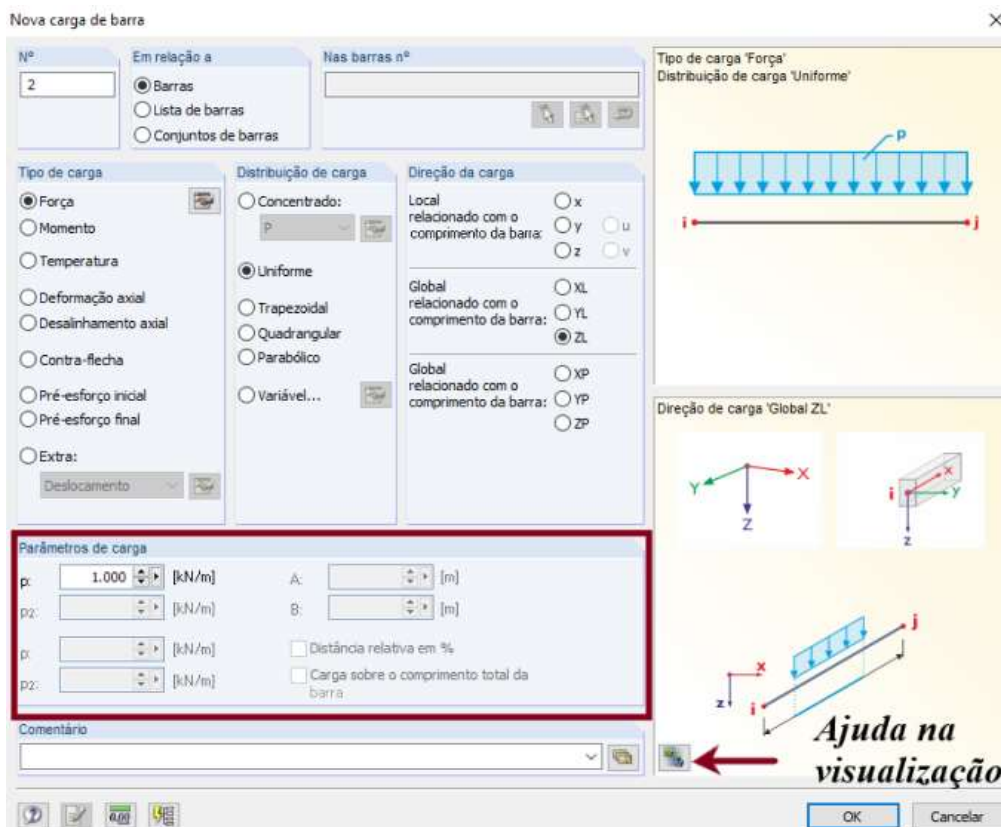 Nova carga de barra
Nº
2
Em relação a
Barras
Lista de barras
Conjuntos de barras
Nas barras nº
Tipo de carga
Força
Momento
Temperatura
Deformação axial
Desalinhamento axial
Contra-flecha
Pré-esforço inicial
Pré-esforço final
Extra:
Deslocamento
Distribuição de carga
Concentrado:
P
Uniforme
Trapezoidal
Quadrangular
Parabólico
Variável...
Direção da carga
Local
relacionado com o
comprimento da barra:
x
y
u
z
v
Global
relacionado com o
comprimento da barra:
XL
YL
ZL
Global
relacionado com o
comprimento da barra:
XP
YP
ZP
Parâmetros de carga
p: 1.000 [kN/m]
p2: [kN/m]
p: [kN/m]
p2: [kN/m]
A: [m]
B: [m]
Distância relativa em %
Carga sobre o comprimento total da
barra
Comentário
Tipo de carga 'Força'
Distribuição de carga 'Uniforme'
p
i
j
Direção de carga 'Global ZL'
X
Y
Z
i
x
y
z
j
x
z
i
Ajuda na
visualização
0,00
OK
Cancelar